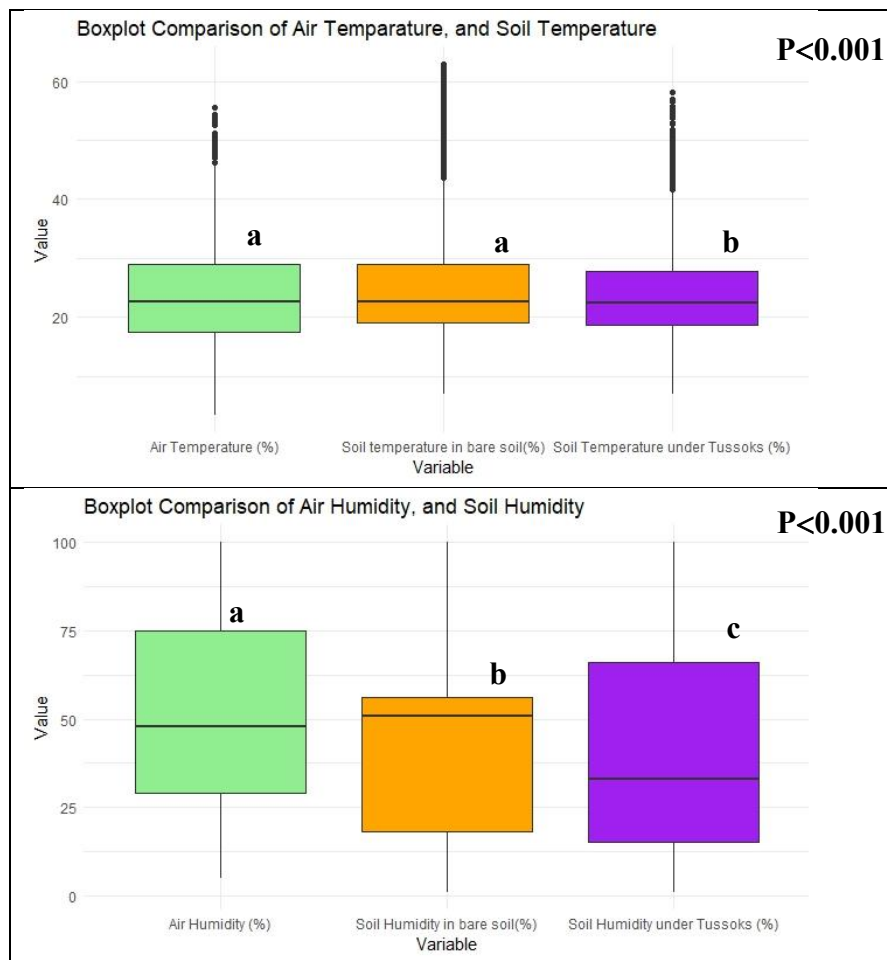 Boxplot Comparison of Air Temparature, and Soil Temperature
P<0.001
60
40
20
Value
a
a
b
Air Temperature (%) Soil temperature in bare soil(%) Soil Temperature under Tussoks (%)
Variable
Boxplot Comparison of Air Humidity, and Soil Humidity
P<0.001
100
75
50
25
0
Value
a
b
c
Air Humidity (%) Soil Humidity in bare soil(%) Soil Humidity under Tussoks (%)
Variable